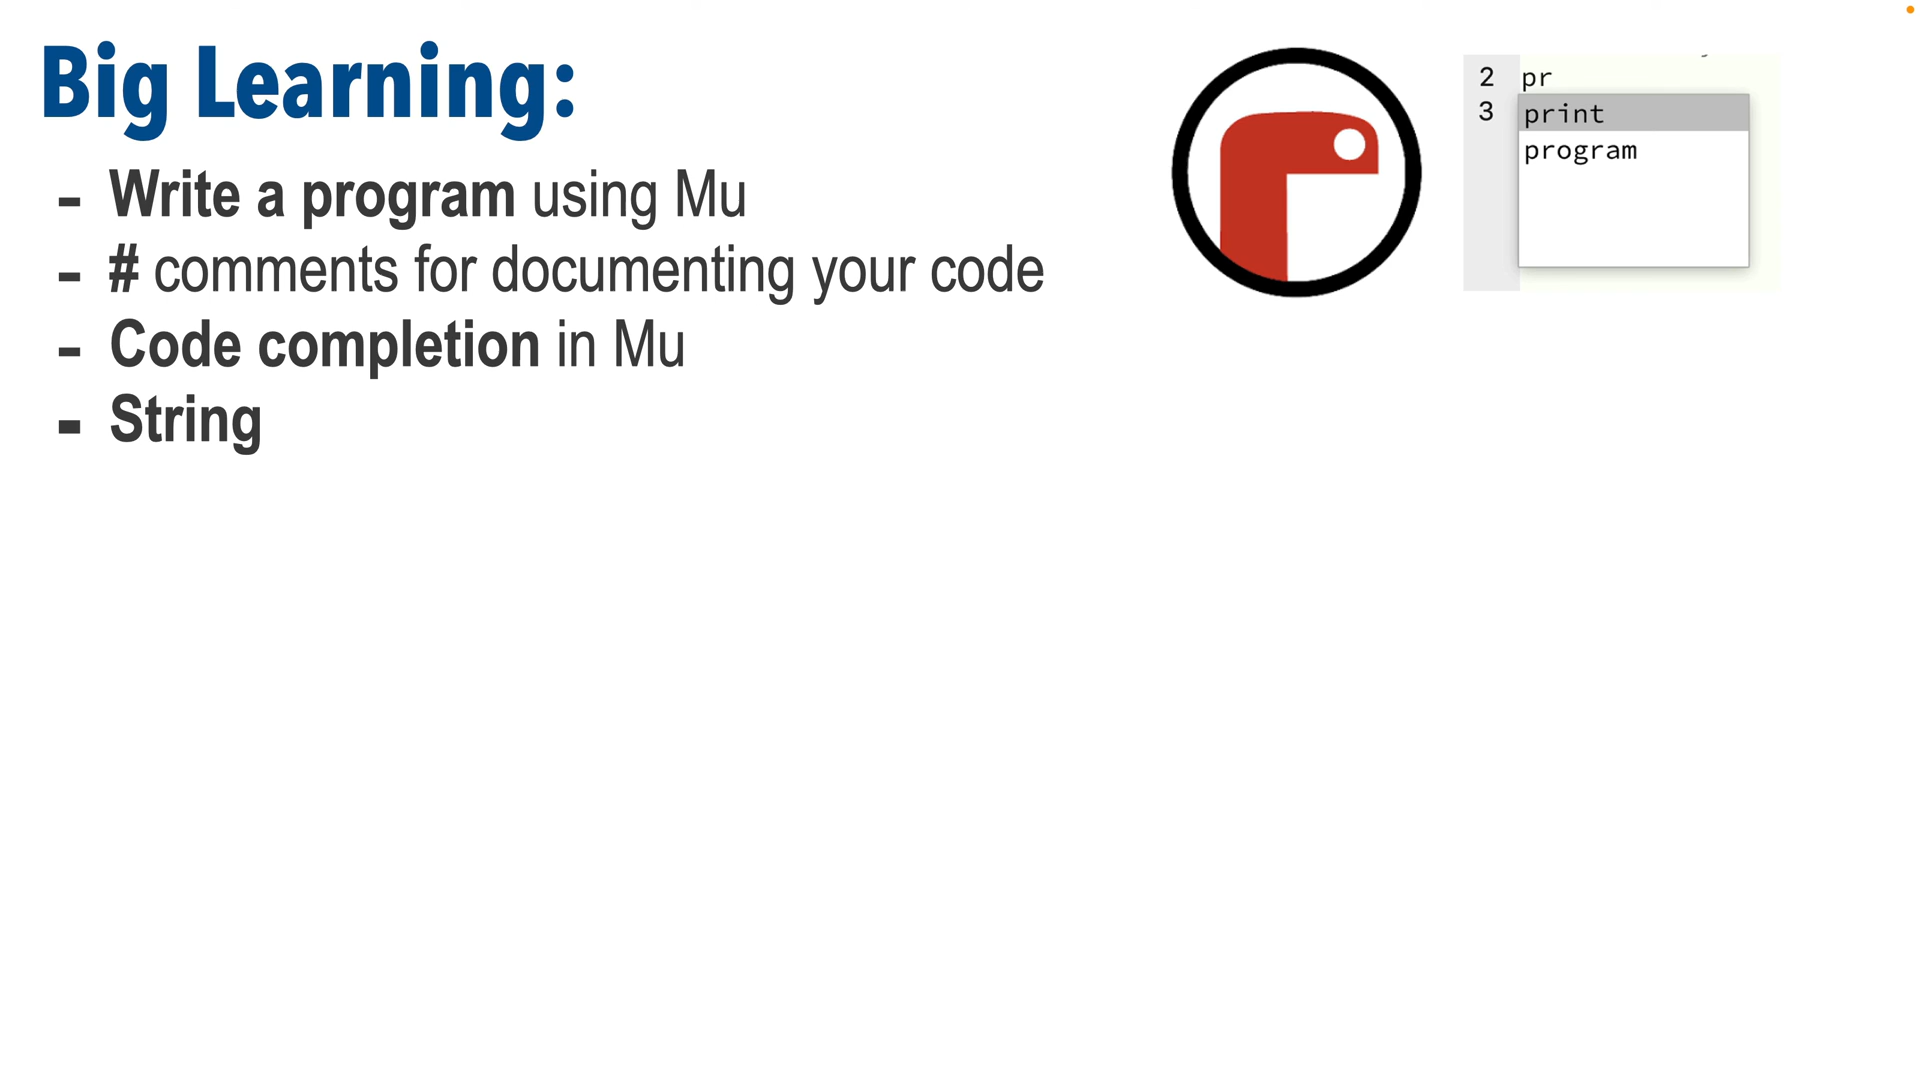 Big Learning:
- Write a program using Mu
- # comments for documenting your code
- Code completion in Mu
- String
2 pr
3 print
program